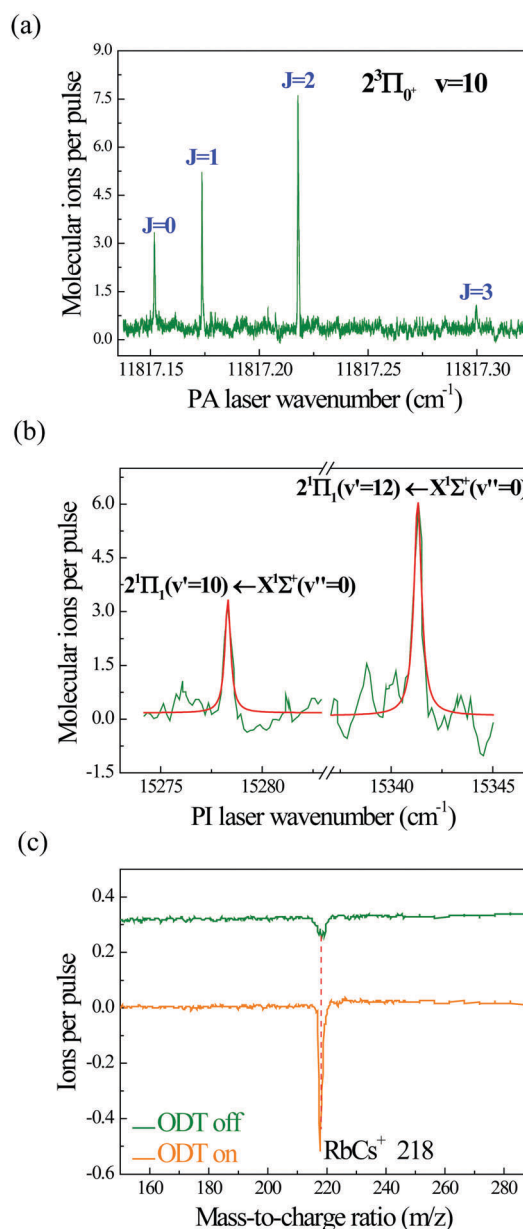 (a)
9.0
7.5
6.0
4.5
3.0
1.5
0.0
Molecular ions per pulse
J=0
J=1
J=2
J=3
2³Π₀⁺ v=10
11817.15 11817.20 11817.25 11817.30
PA laser wavenumber (cm⁻¹)
(b)
6.0
4.5
3.0
1.5
0.0
-1.5
Molecular ions per pulse
2¹Π₁(v'=12) ←X¹Σ⁺(v''=0)
2¹Π₁(v'=10) ←X¹Σ⁺(v''=0)
15275 15280 15340 15345
PI laser wavenumber (cm⁻¹)
(c)
0.4
0.2
0.0
-0.2
-0.4
-0.6
Ions per pulse
ODT off
ODT on
RbCs⁺ 218
160 180 200 220 240 260 280
Mass-to-charge ratio (m/z)